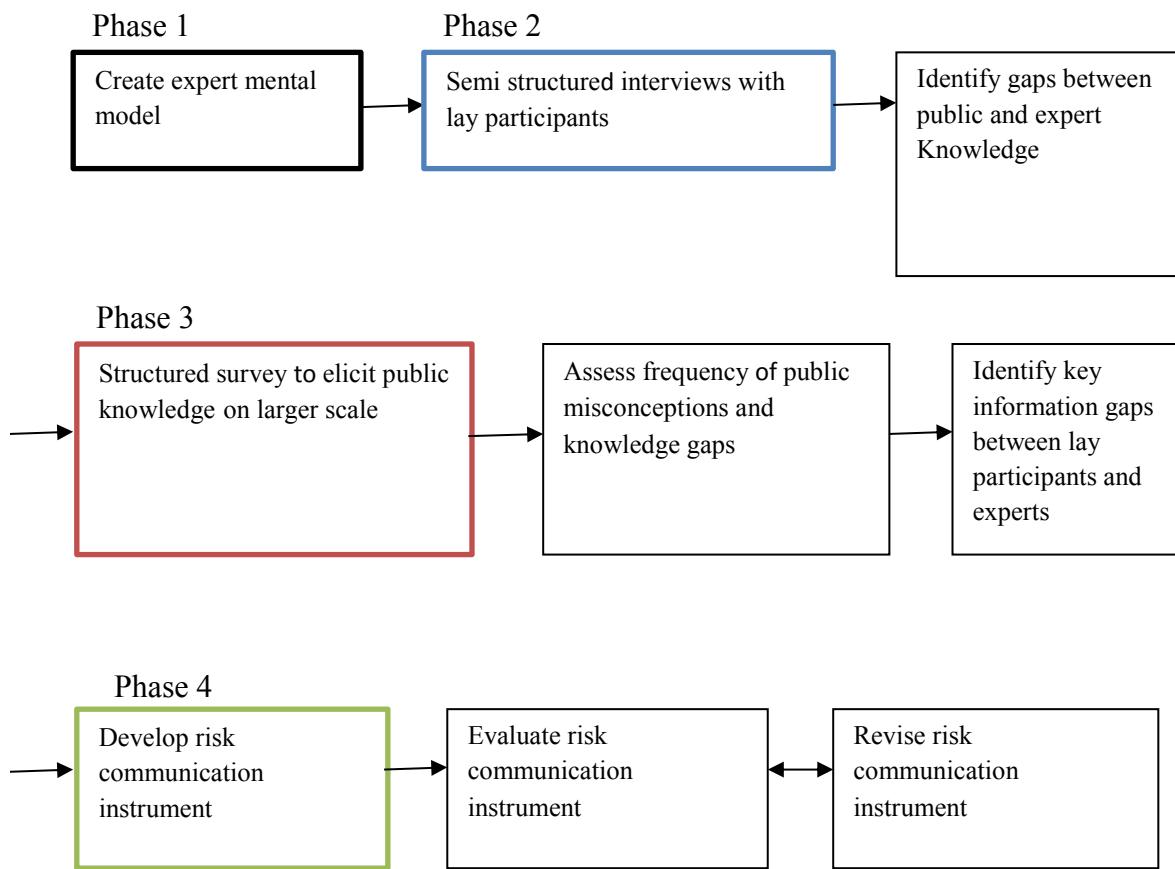 Phase 1
Create expert mental
model
Phase 2
Semi structured interviews with
lay participants
Identify gaps between
public and expert
Knowledge
Phase 3
Structured survey to elicit public
knowledge on larger scale
Assess frequency of public
misconceptions and
knowledge gaps
Identify key
information gaps
between lay
participants and
experts
Phase 4
Develop risk
communication
instrument
Evaluate risk
communication
instrument
Revise risk
communication
instrument